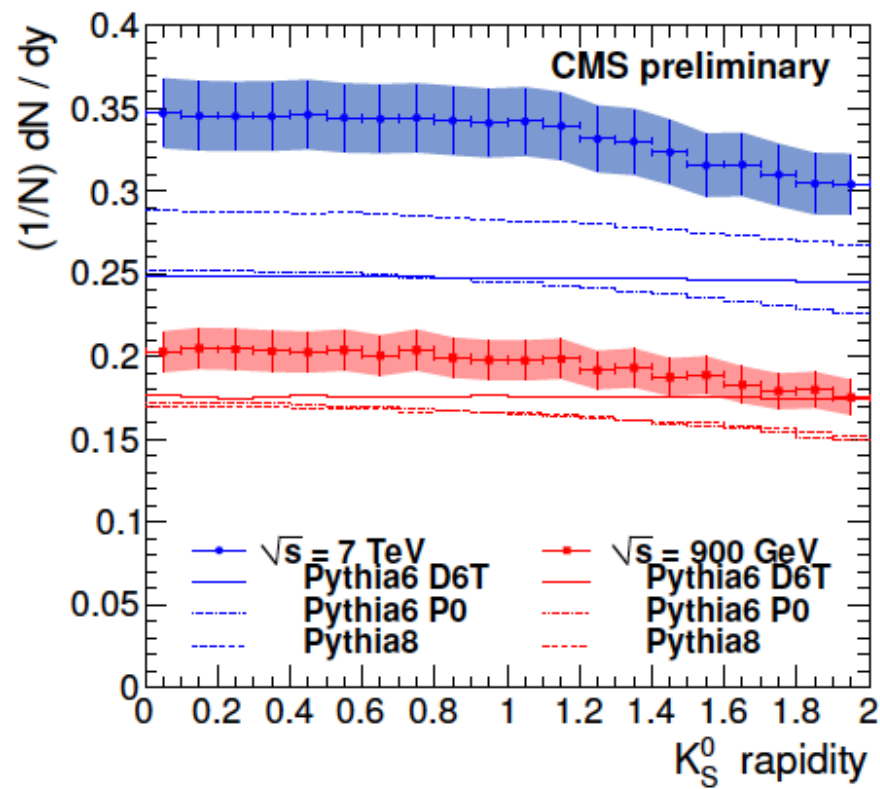 0.4
CMS preliminary
0.35
0.3
0.25
0.2
0.15
0.1
0.05
0
(1/N) dN / dy
√s = 7 TeV
Pythia6 D6T
Pythia6 P0
Pythia8
√s = 900 GeV
Pythia6 D6T
Pythia6 P0
Pythia8
0 0.2 0.4 0.6 0.8 1 1.2 1.4 1.6 1.8 2
K_S^0 rapidity